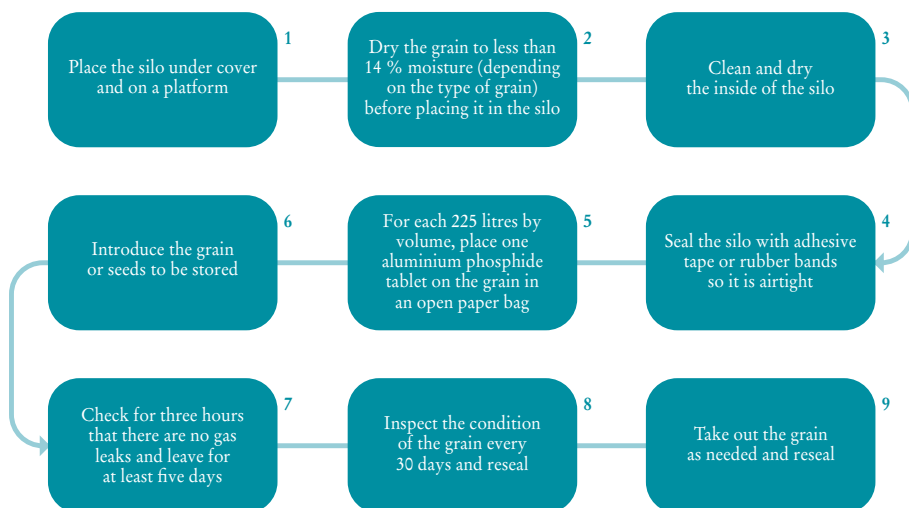 1
Place the silo under cover
and on a platform
2
Dry the grain to less than
14 % moisture (depending
on the type of grain)
before placing it in the silo
3
Clean and dry
the inside of the silo
4
Seal the silo with adhesive
tape or rubber bands
so it is airtight
5
For each 225 litres by
volume, place one
aluminium phosphide
tablet on the grain in
an open paper bag
6
Introduce the grain
or seeds to be stored
7
Check for three hours
that there are no gas
leaks and leave for
at least five days
8
Inspect the condition
of the grain every
30 days and reseal
9
Take out the grain
as needed and reseal